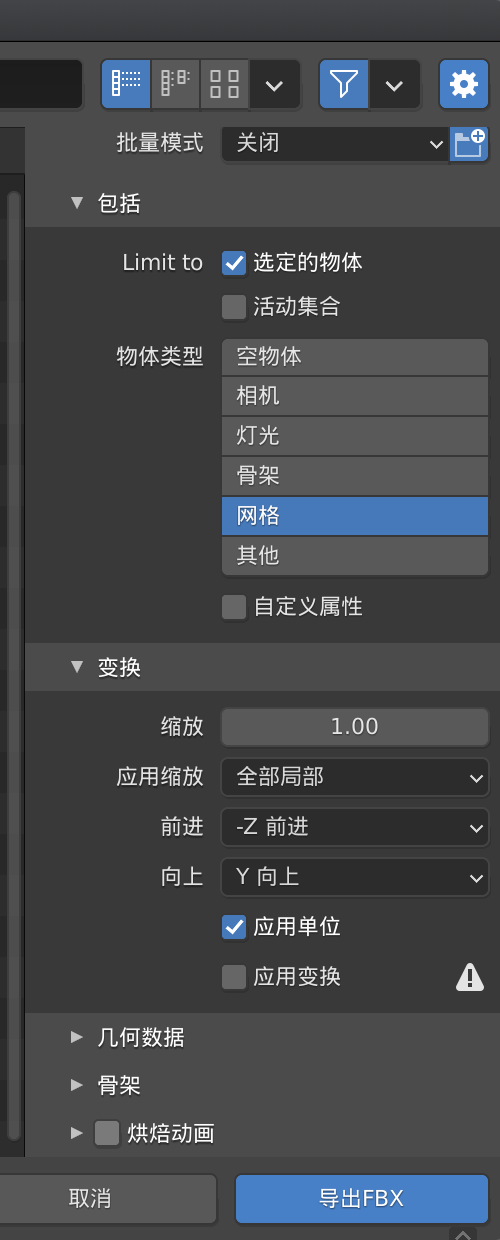 批量模式 关闭
包括
Limit to 选定的物体
活动集合
物体类型 空物体
相机
灯光
骨架
网格
其他
自定义属性
变换
缩放 1.00
应用缩放 全部局部
前进 -Z 前进
向上 Y 向上
应用单位
应用变换
几何数据
骨架
烘焙动画
取消 导出FBX